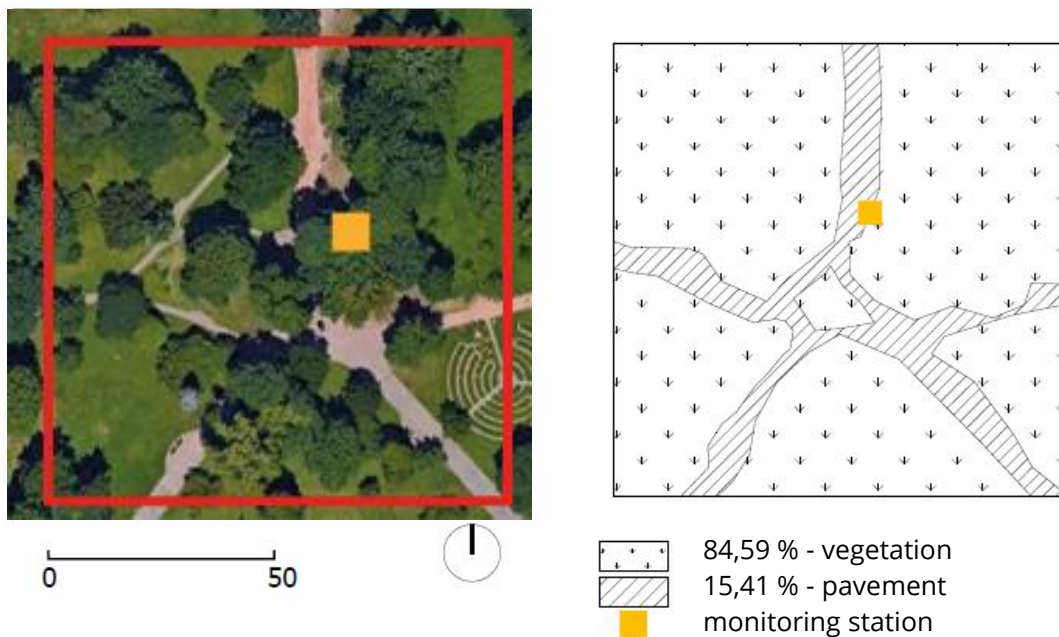 0 50
84,59 % - vegetation
15,41 % - pavement
monitoring station